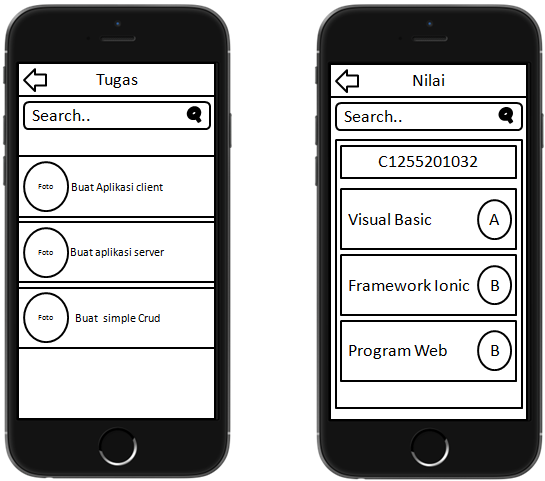 Tugas
Search..
Foto Buat Aplikasi client
Foto Buat aplikasi server
Foto Buat simple Crud
Nilai
Search..
C1255201032
Visual Basic A
Framework Ionic B
Program Web B